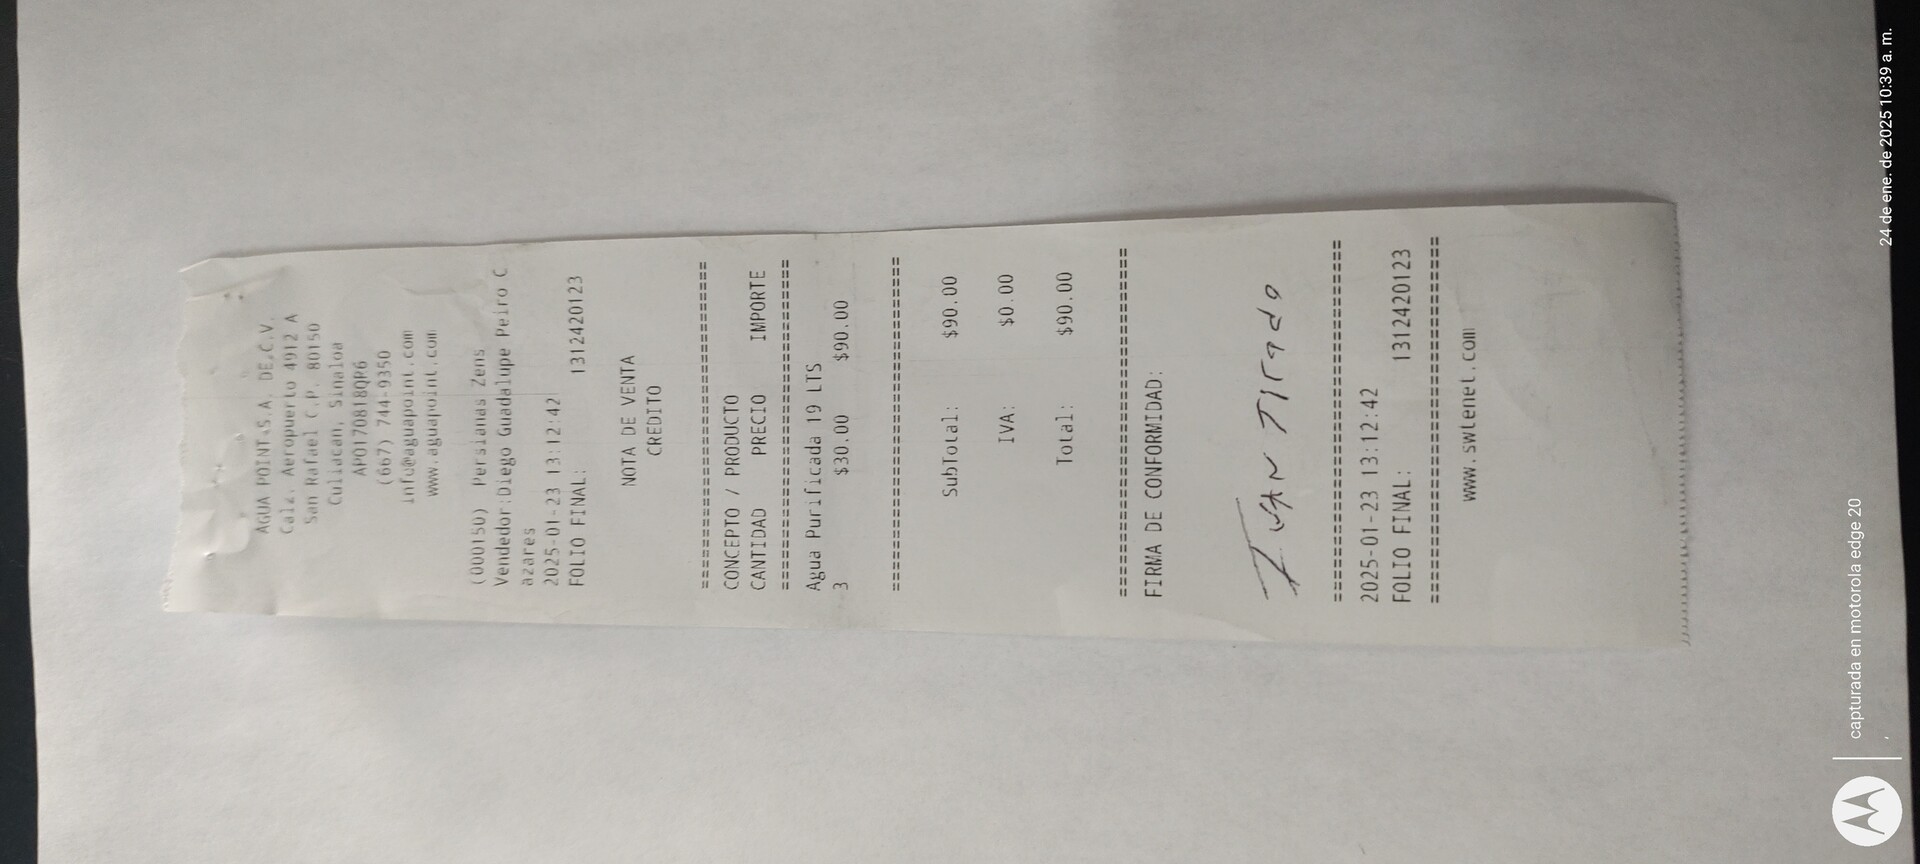 AGUA POINT S.A. DE C.V.
Calz. Aeropuerto 4912 A
San Rafael C.P. 80150
Culiacan, Sinaloa
APO170818QP6
(667) 744-9350
info@aguapoint.com
www.aguapoint.com
(000150) Persianas Zens
Vendedor:Diego Guadalupe Peiro C
azares
2025-01-23 13:12:42
FOLIO FINAL: 1312420123
NOTA DE VENTA
CREDITO
================================
CONCEPTO / PRODUCTO
CANTIDAD PRECIO IMPORTE
================================
Agua Purificada 19 LTS
3 $30.00 $90.00
================================
SubTotal: $90.00
IVA: $0.00
Total: $90.00
================================
FIRMA DE CONFORMIDAD:
IVAN TIrado
================================
2025-01-23 13:12:42
FOLIO FINAL: 1312420123
================================
www.swtenet.com
capturada en motorola edge 20
24 de ene. de 2025 10:39 a. m.